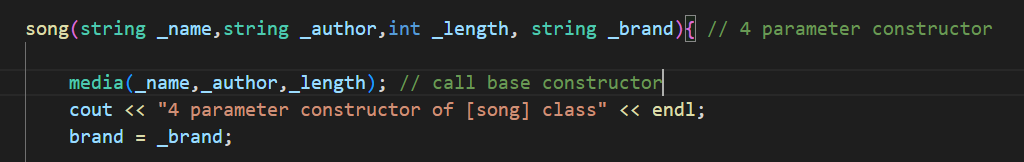 song(string _name,string _author,int _length, string _brand){ // 4 parameter constructor
media(_name,_author,_length); // call base constructor
cout << "4 parameter constructor of [song] class" << endl;
brand = _brand;